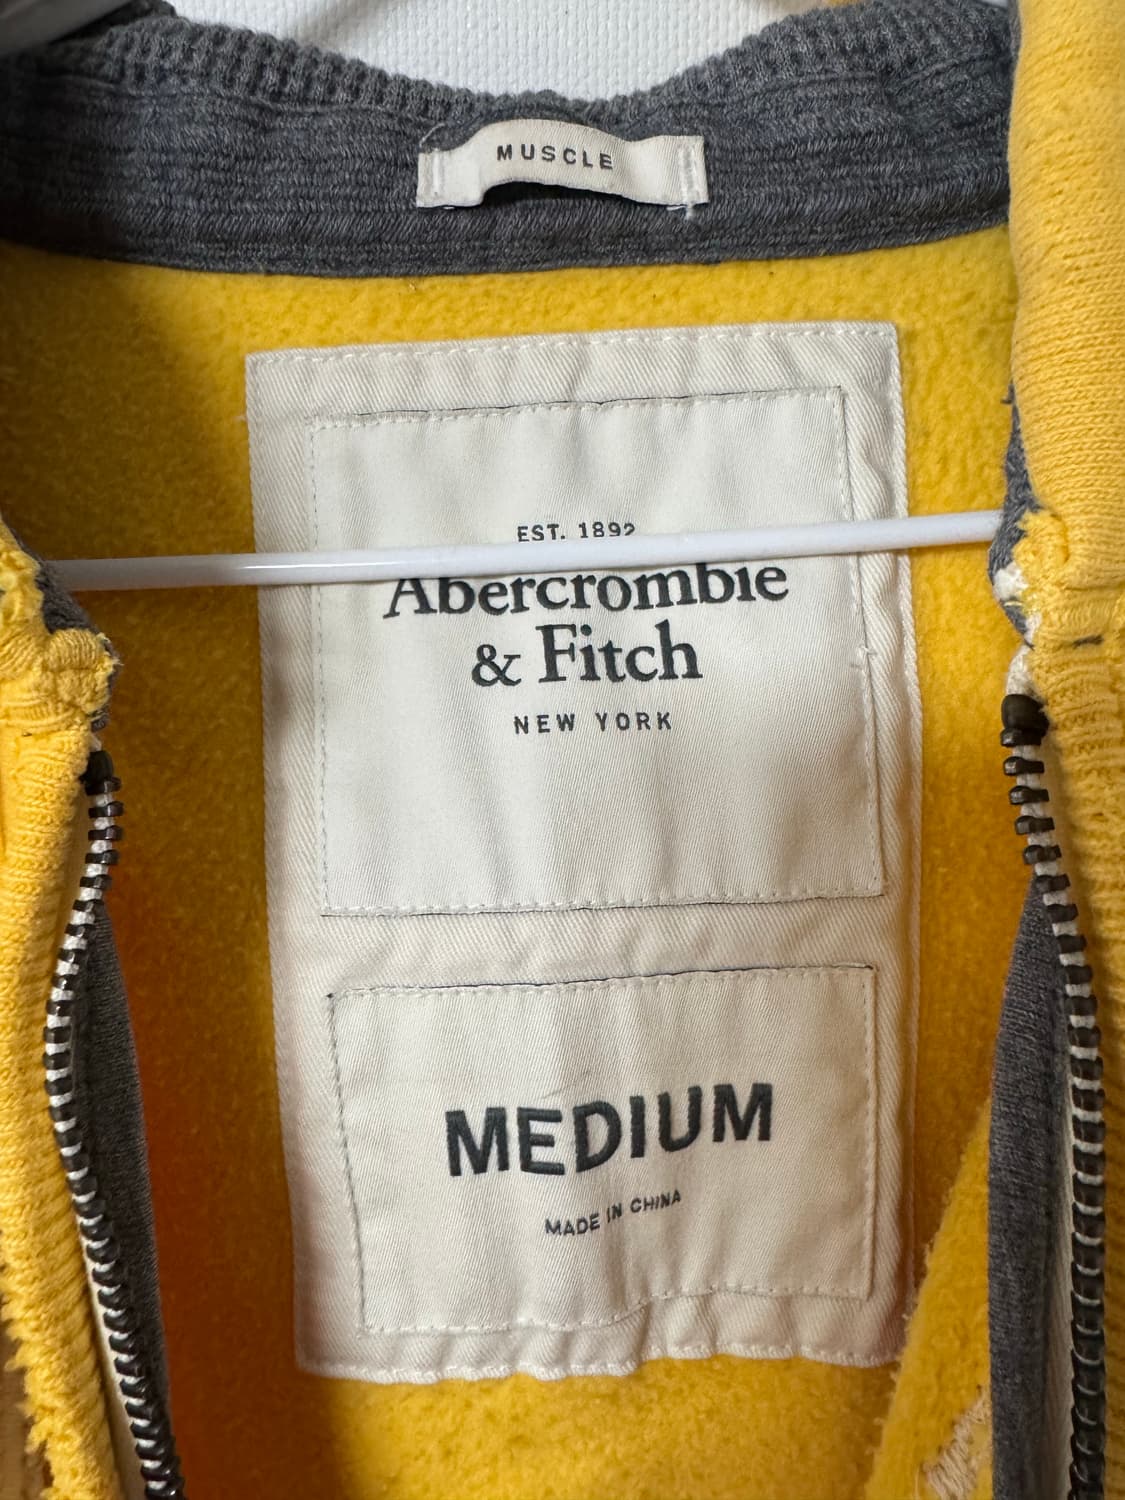 MUSCLE
EST. 1892
Abercrombie
& Fitch
NEW YORK
MEDIUM
MADE IN CHINA